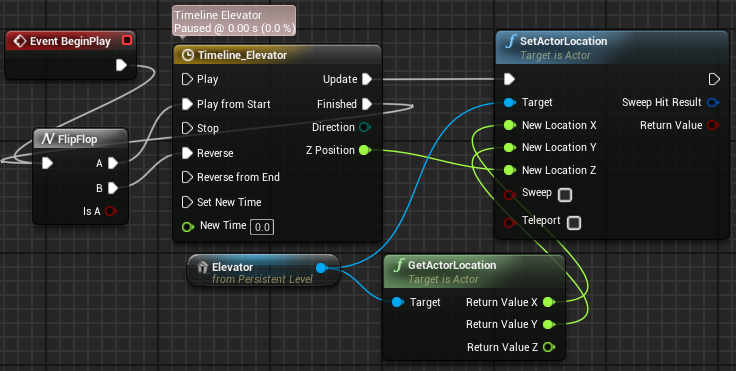 Timeline Elevator
Paused @ 0.00 s (0.0 %)
Event BeginPlay
Timeline_Elevator
Play
Update
Play from Start
Finished
Stop
Direction
Reverse
Z Position
Reverse from End
Set New Time
New Time 0.0
FlipFlop
A
B
Is A
SetActorLocation
Target is Actor
Target
Sweep Hit Result
New Location X
Return Value
New Location Y
New Location Z
Sweep
Teleport
Elevator
from Persistent Level
GetActorLocation
Target is Actor
Target
Return Value X
Return Value Y
Return Value Z